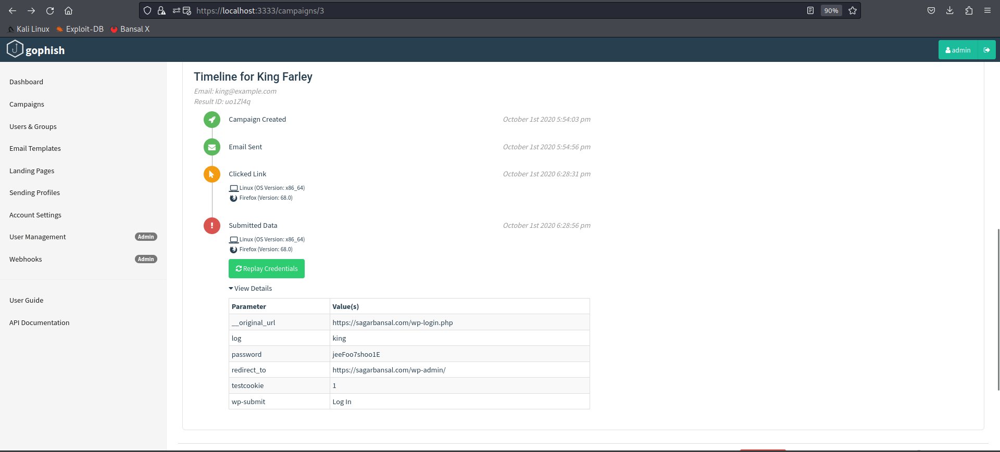 https://localhost:3333/campaigns/3
90%
Kali Linux Exploit-DB Bansal X
gophish
admin
Dashboard
Campaigns
Users & Groups
Email Templates
Landing Pages
Sending Profiles
Account Settings
User Management Admin
Webhooks Admin
User Guide
API Documentation
Timeline for King Farley
Email: king@example.com
Result ID: uo1Zl4q
Campaign Created October 1st 2020 5:54:03 pm
Email Sent October 1st 2020 5:54:56 pm
Clicked Link October 1st 2020 6:28:31 pm
Linux (OS Version: x86_64)
Firefox (Version: 68.0)
Submitted Data October 1st 2020 6:28:56 pm
Linux (OS Version: x86_64)
Firefox (Version: 68.0)
Replay Credentials
View Details
Parameter Value(s)
__original_url https://sagarbansal.com/wp-login.php
log king
password jeeFoo7shoo1E
redirect_to https://sagarbansal.com/wp-admin/
testcookie 1
wp-submit Log In